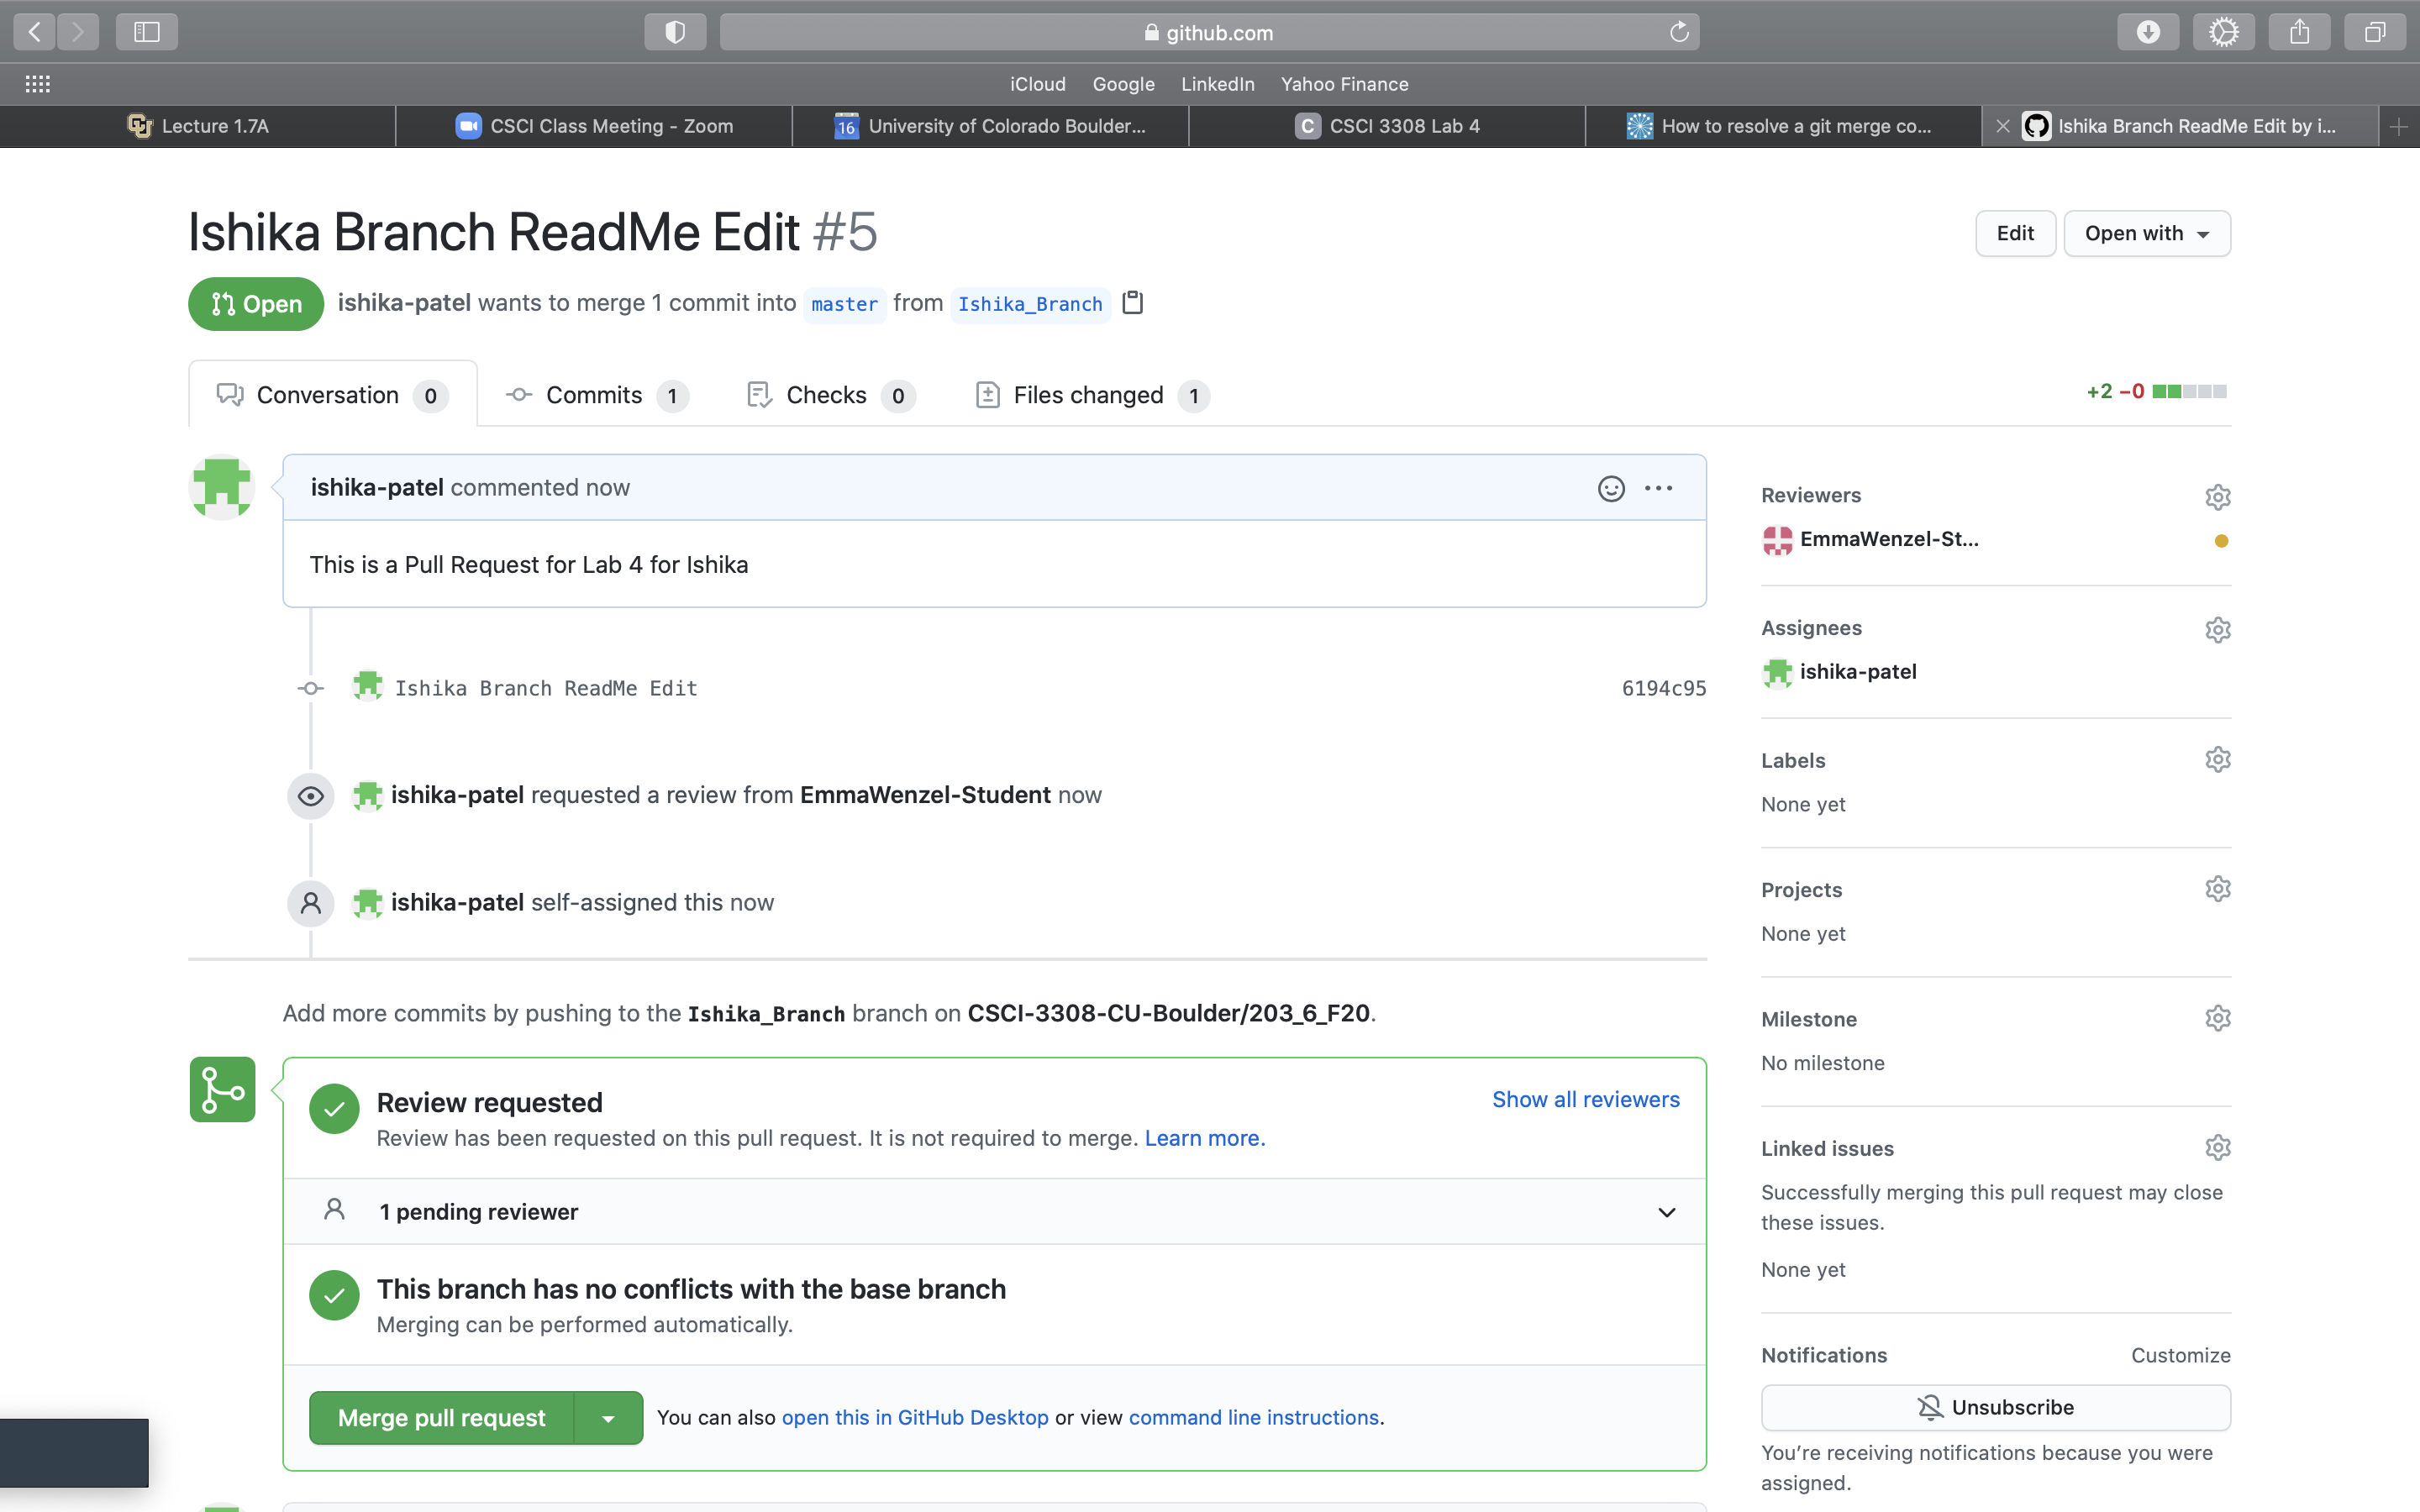 github.com
iCloud Google LinkedIn Yahoo Finance
Lecture 1.7A
CSCI Class Meeting - Zoom
16 University of Colorado Boulder...
C CSCI 3308 Lab 4
How to resolve a git merge co...
Ishika Branch ReadMe Edit by i...
Ishika Branch ReadMe Edit #5
Edit
Open with
Open
ishika-patel wants to merge 1 commit into master from Ishika_Branch
Conversation 0
Commits 1
Checks 0
Files changed 1
+2 −0
ishika-patel commented now
This is a Pull Request for Lab 4 for Ishika
Ishika Branch ReadMe Edit 6194c95
ishika-patel requested a review from EmmaWenzel-Student now
ishika-patel self-assigned this now
Add more commits by pushing to the Ishika_Branch branch on CSCI-3308-CU-Boulder/203_6_F20.
Review requested
Show all reviewers
Review has been requested on this pull request. It is not required to merge. Learn more.
1 pending reviewer
This branch has no conflicts with the base branch
Merging can be performed automatically.
Merge pull request
You can also open this in GitHub Desktop or view command line instructions.
Reviewers
EmmaWenzel-St...
Assignees
ishika-patel
Labels
None yet
Projects
None yet
Milestone
No milestone
Linked issues
Successfully merging this pull request may close
these issues.
None yet
Notifications
Customize
Unsubscribe
You're receiving notifications because you were
assigned.